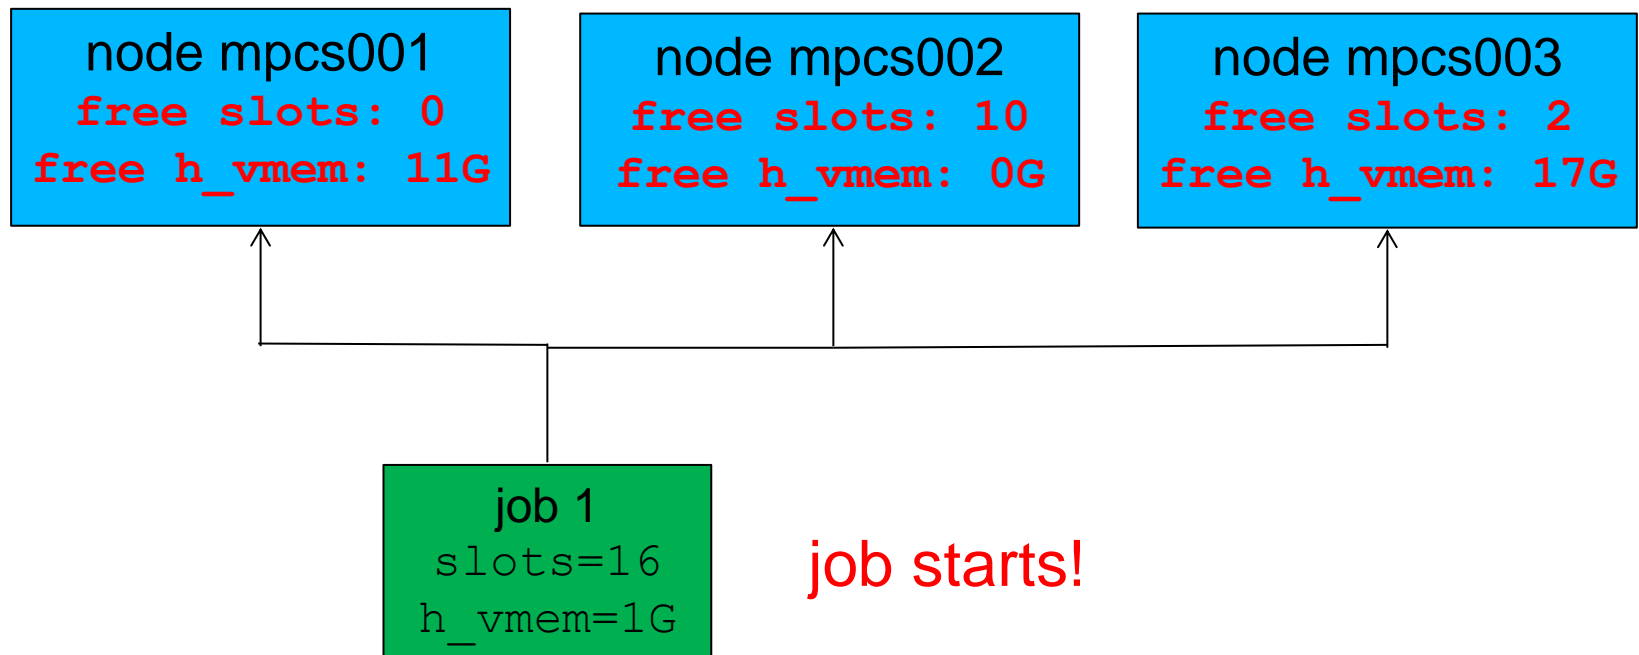 node mpcs001
free slots: 0
free h_vmem: 11G
node mpcs002
free slots: 10
free h_vmem: 0G
node mpcs003
free slots: 2
free h_vmem: 17G
job 1
slots=16
h_vmem=1G
job starts!